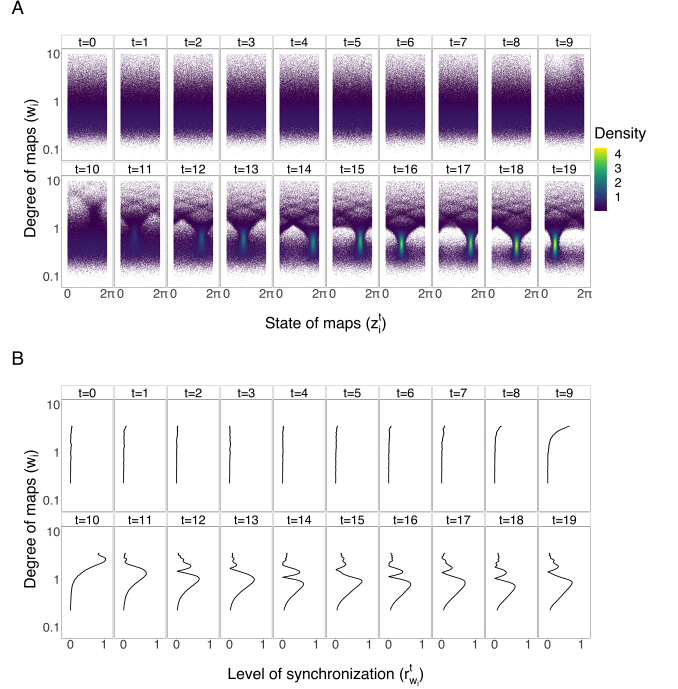 A
t=0 t=1 t=2 t=3 t=4 t=5 t=6 t=7 t=8 t=9
10
1
0.1
Density
4
3
2
1
Degree of maps (wᵢ)
t=10 t=11 t=12 t=13 t=14 t=15 t=16 t=17 t=18 t=19
10
1
0.1
0 2π 0 2π 0 2π 0 2π 0 2π 0 2π 0 2π 0 2π 0 2π 0 2π
State of maps (zᵢᵗ)
B
t=0 t=1 t=2 t=3 t=4 t=5 t=6 t=7 t=8 t=9
10
1
0.1
Degree of maps (wᵢ)
t=10 t=11 t=12 t=13 t=14 t=15 t=16 t=17 t=18 t=19
10
1
0.1
0 1 0 1 0 1 0 1 0 1 0 1 0 1 0 1 0 1 0 1
Level of synchronization (rᵗwᵢ)